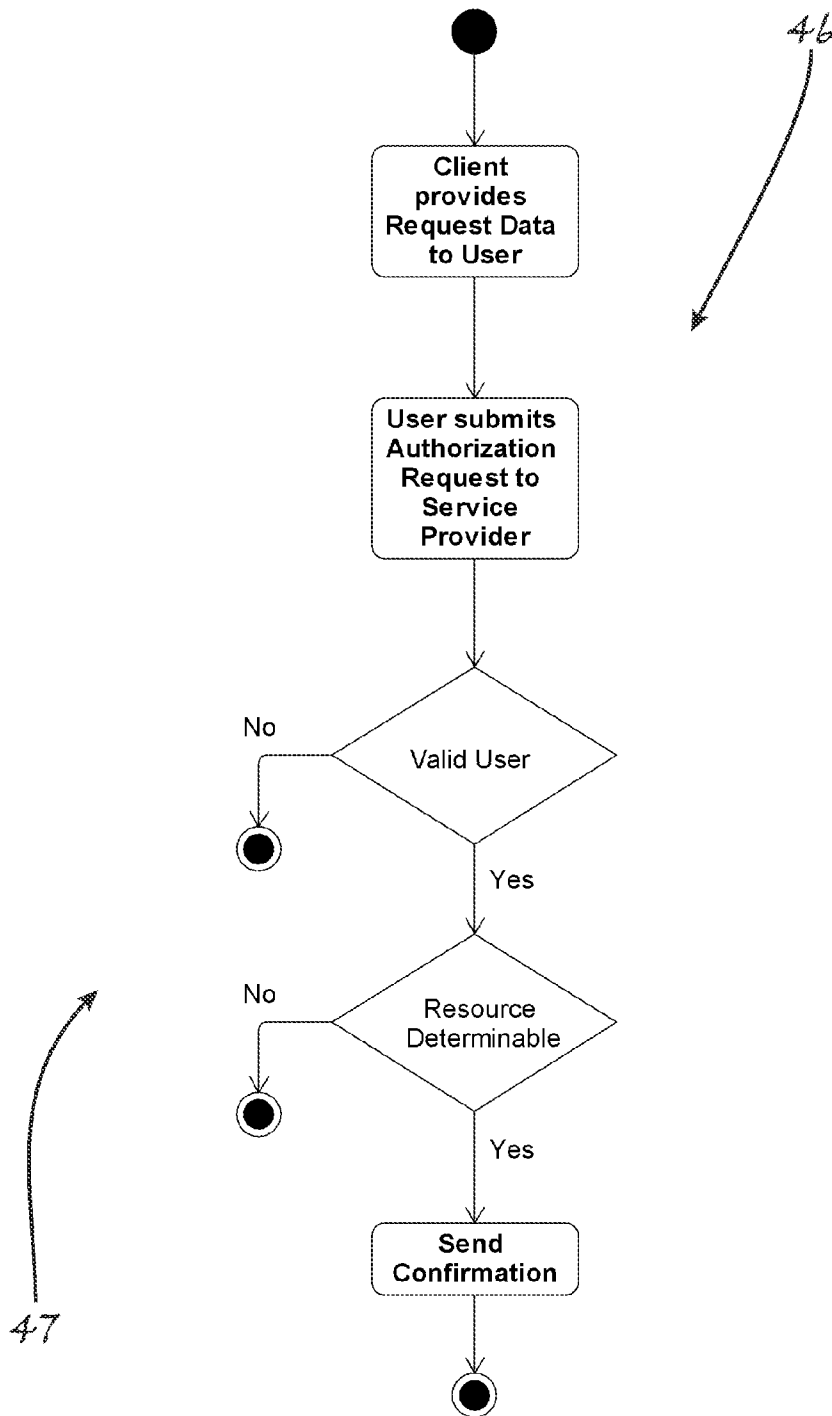 46
Client
provides
Request Data
to User
User submits
Authorization
Request to
Service
Provider
No
Valid User
Yes
No
Resource
Determinable
Yes
Send
Confirmation
47